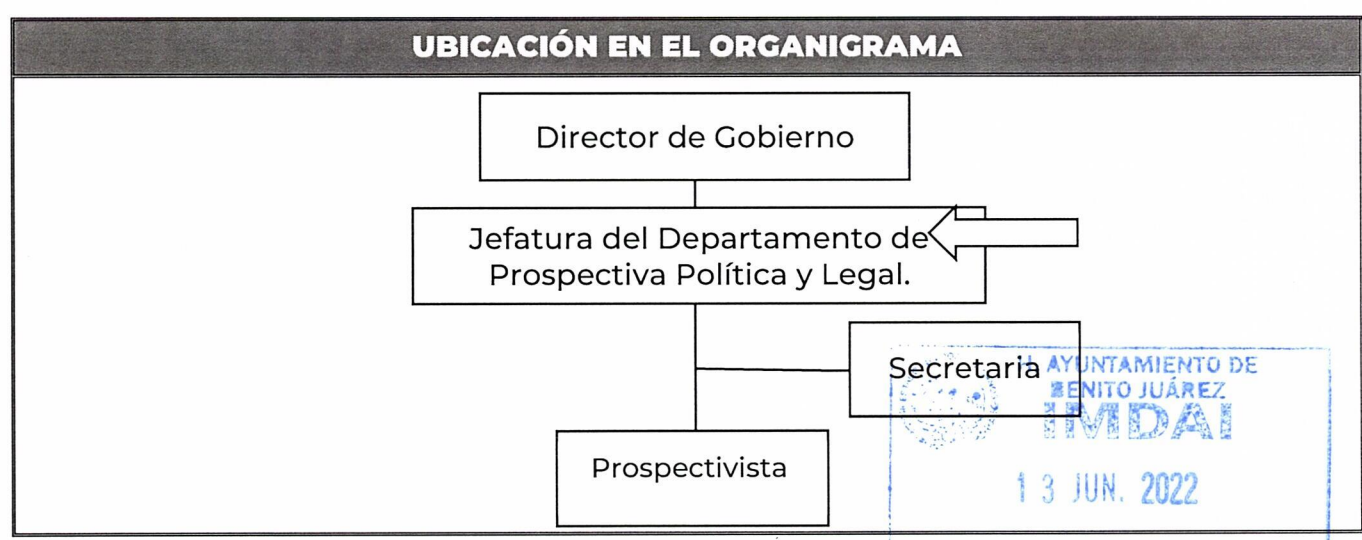 UBICACIÓN EN EL ORGANIGRAMA
Director de Gobierno
Jefatura del Departamento de
Prospectiva Política y Legal.
Secretaria
H. AYUNTAMIENTO DE
BENITO JUÁREZ
IMDAI
Prospectivista
13 JUN. 2022